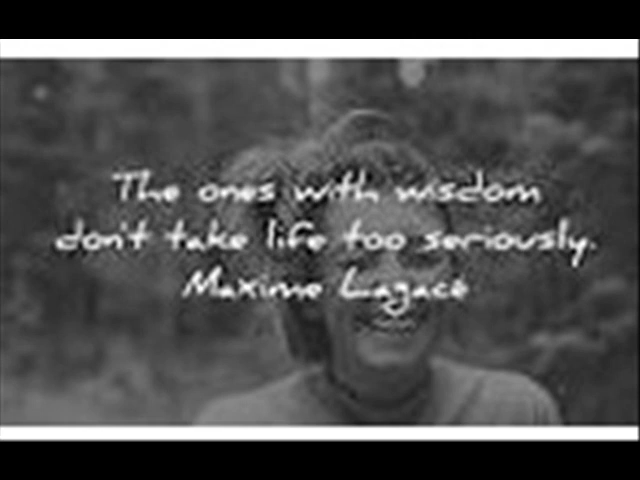 The ones with wisdom
don't take life too seriously.
Maxime Lagacé